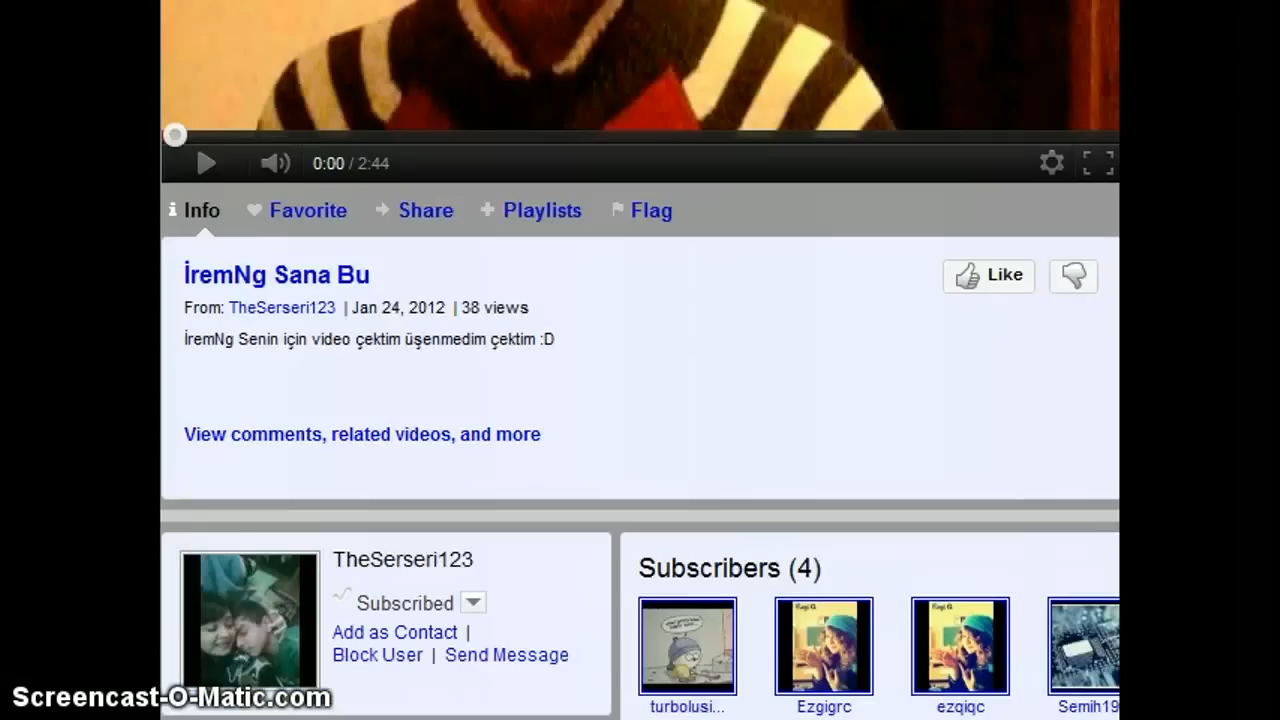 0:00 / 2:44
Info Favorite Share Playlists Flag
İremNg Sana Bu
Like
From: TheSerseri123 | Jan 24, 2012 | 38 views
İremNg Senin için video çektim üşenmedim çektim :D
View comments, related videos, and more
TheSerseri123
Subscribed
Add as Contact |
Block User | Send Message
Subscribers (4)
turbolusi...
Ezgigrc
ezqiqc
Semih19
Screencast-O-Matic.com